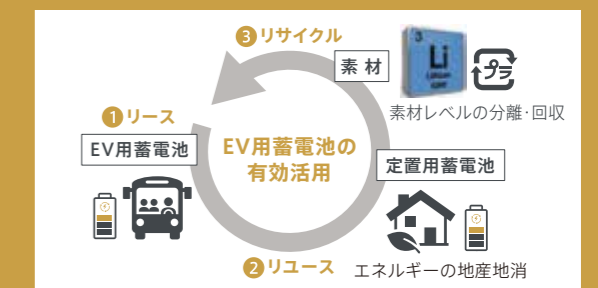 ❸リサイクル
素材
3
Li
プラ
素材レベルの分離・回収
❶リース
EV用蓄電池
EV用蓄電池の
有効活用
定置用蓄電池
❷リユース
エネルギーの地産地消